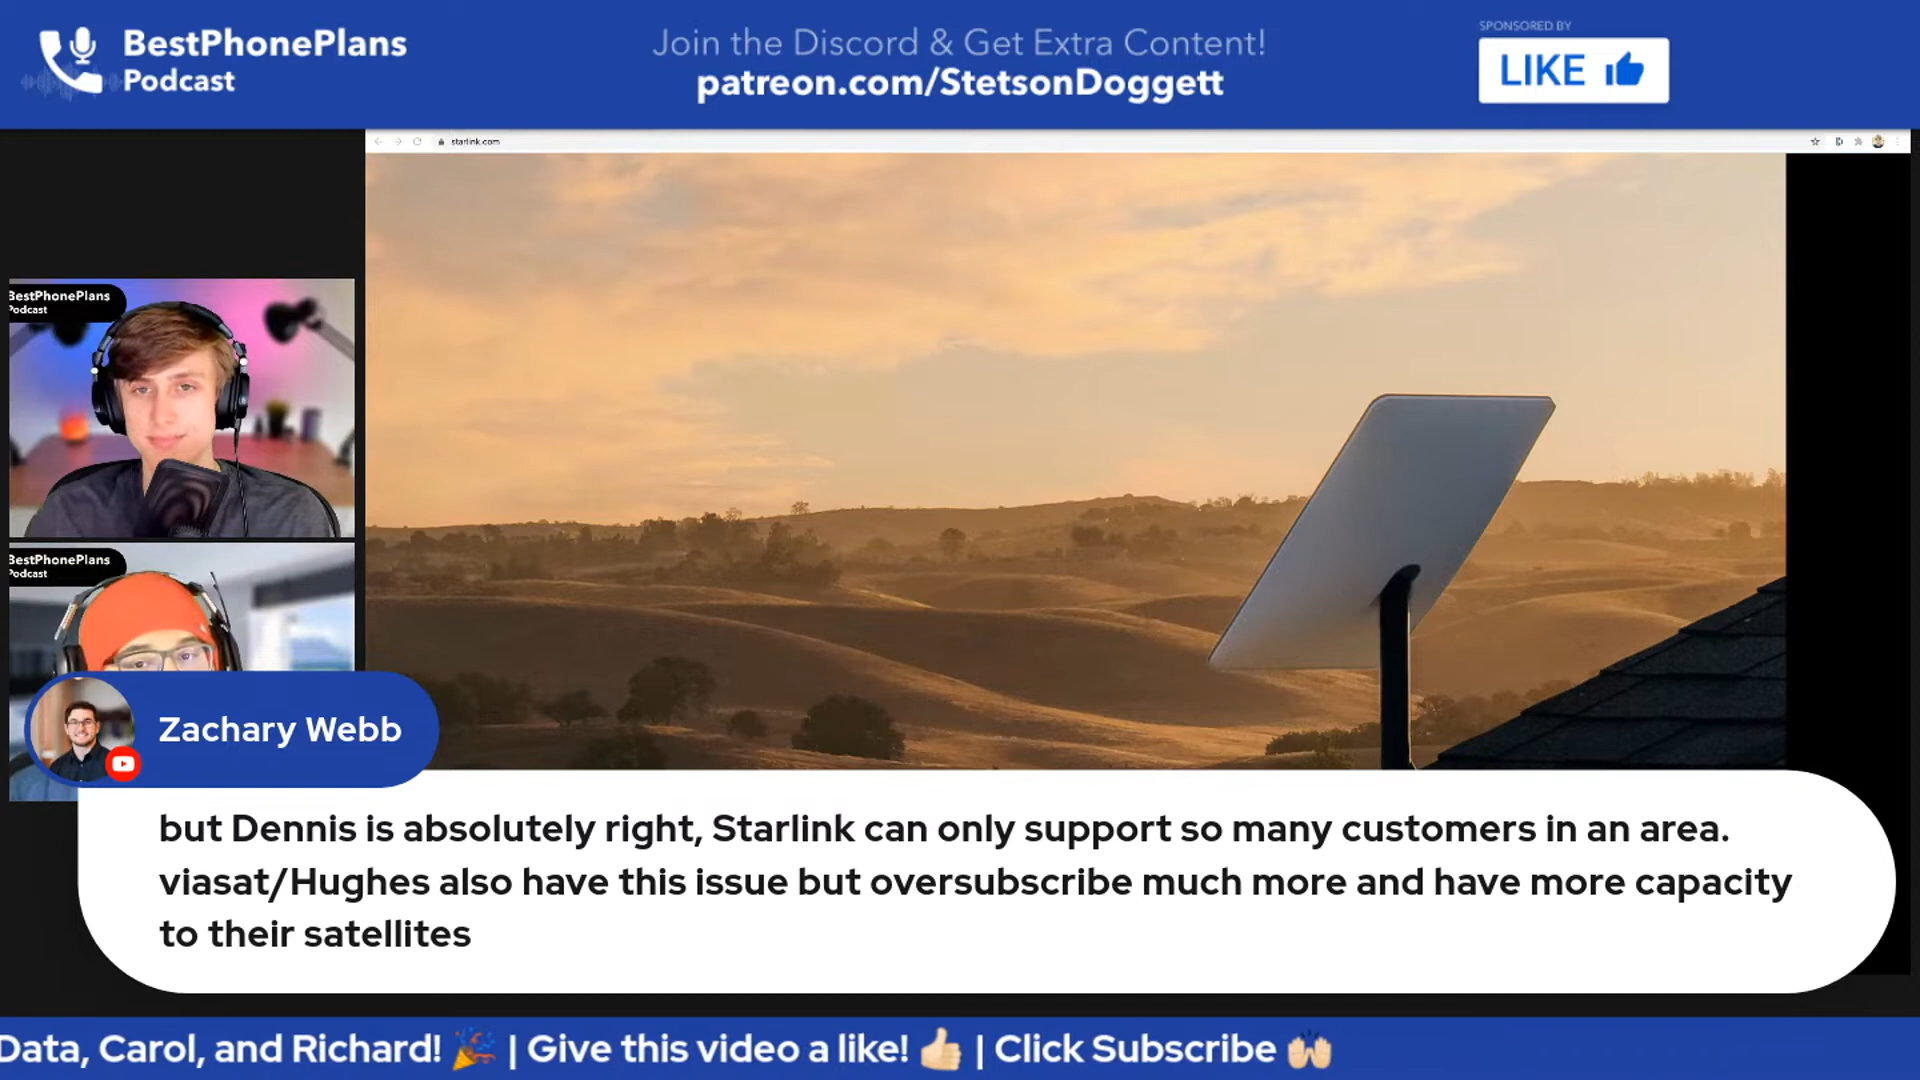 BestPhonePlans
Podcast
Join the Discord & Get Extra Content!
patreon.com/StetsonDoggett
SPONSORED BY
LIKE
starlink.com
BestPhonePlans
Podcast
BestPhonePlans
Podcast
Zachary Webb
but Dennis is absolutely right, Starlink can only support so many customers in an area.
viasat/Hughes also have this issue but oversubscribe much more and have more capacity
to their satellites
Data, Carol, and Richard! 🎉 | Give this video a like! 👍🏻 | Click Subscribe 🙌🏻